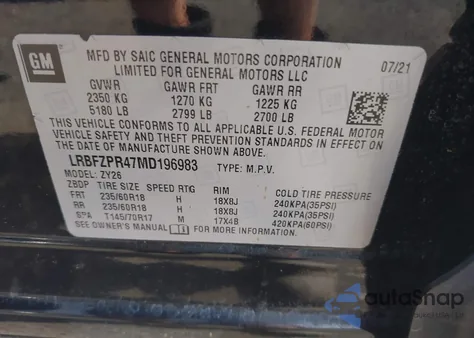 GM
MFD BY SAIC GENERAL MOTORS CORPORATION
LIMITED FOR GENERAL MOTORS LLC
07/21
GVWR GAWR FRT GAWR RR
2350 KG 1270 KG 1225 KG
5180 LB 2799 LB 2700 LB
THIS VEHICLE CONFORMS TO ALL APPLICABLE U.S. FEDERAL MOTOR
VEHICLE SAFETY AND THEFT PREVENTION STANDARDS IN EFFECT ON
THE DATE OF MANUFACTURE SHOWN ABOVE.
LRBFZPR47MD196983 TYPE: M.P.V.
MODEL: ZY26
ZBDP TIRE SIZE SPEED RTG RIM COLD TIRE PRESSURE
FRT 235/60R18 H 18X8J 240KPA(35PSI)
RR 235/60R18 H 18X8J 240KPA(35PSI)
SPA T145/70R17 M 17X4B 420KPA(60PSI)
SEE OWNER'S MANUAL
autoSnap